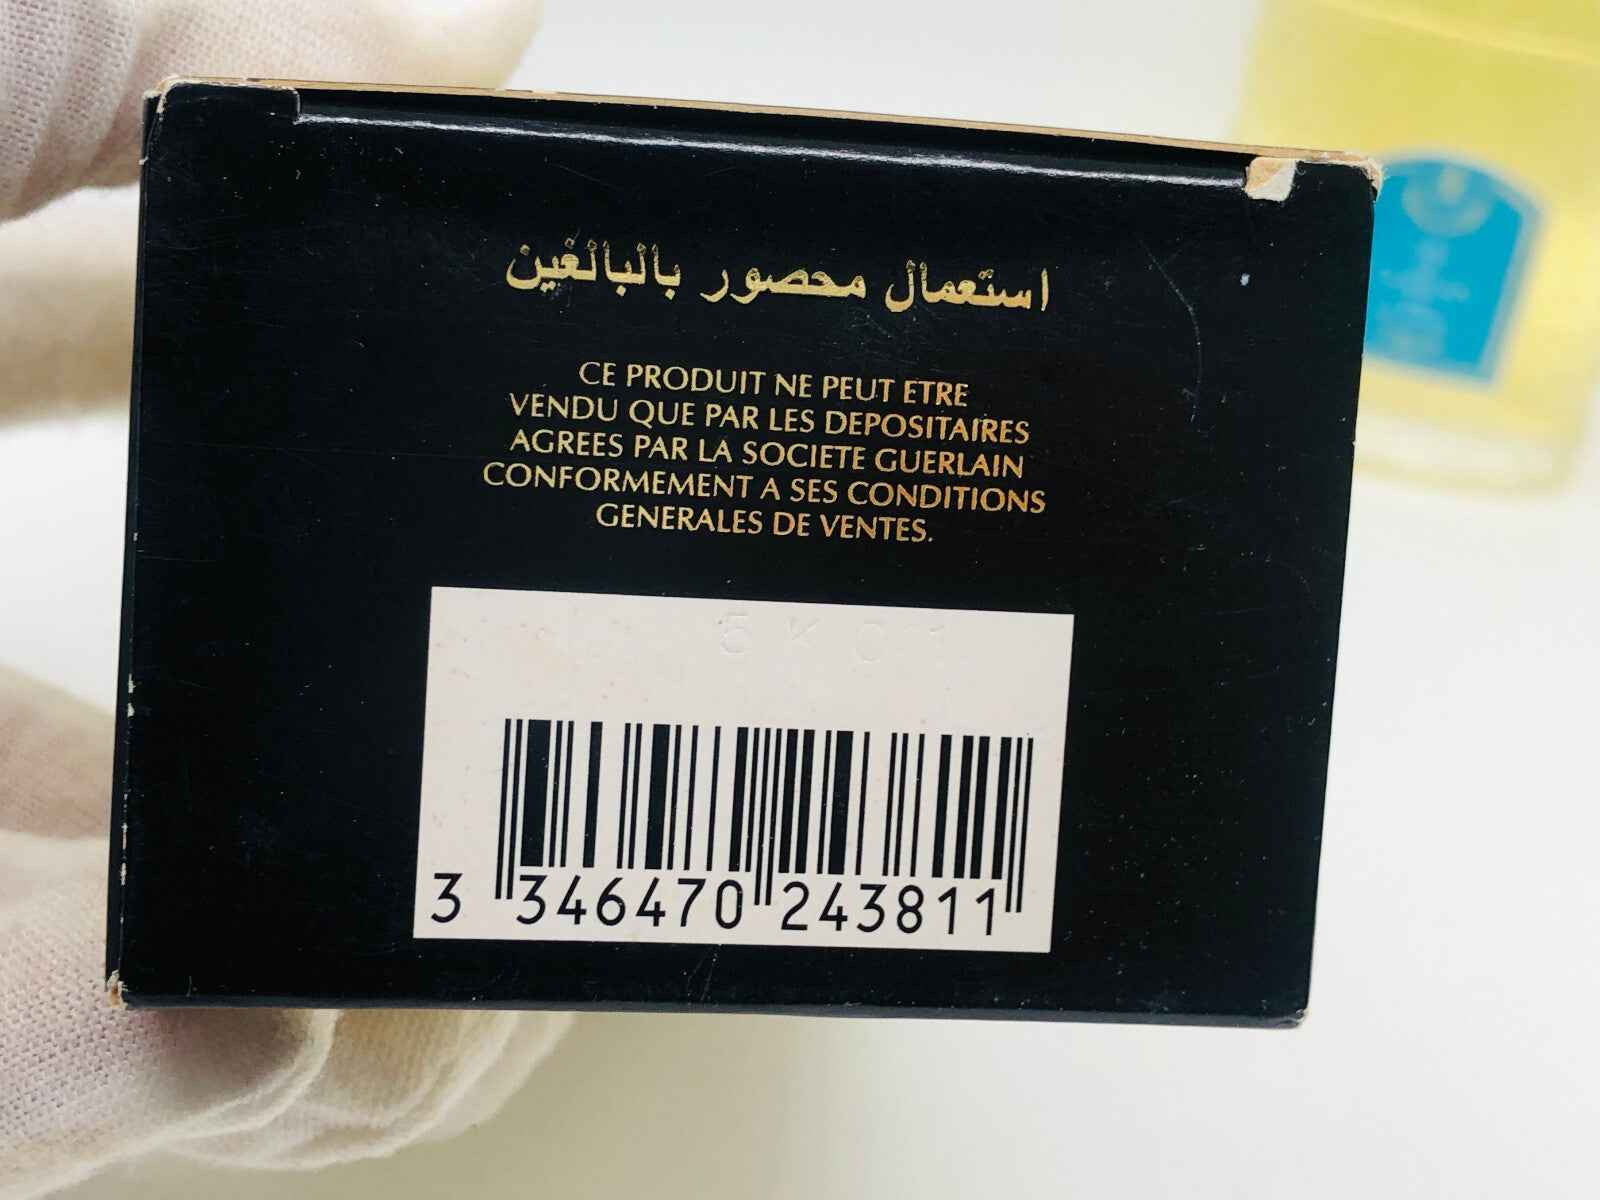 استعمال محصور بالبالغين
CE PRODUIT NE PEUT ETRE
VENDU QUE PAR LES DEPOSITAIRES
AGREES PAR LA SOCIETE GUERLAIN
CONFORMEMENT A SES CONDITIONS
GENERALES DE VENTES.
5KC1
3 346470 243811